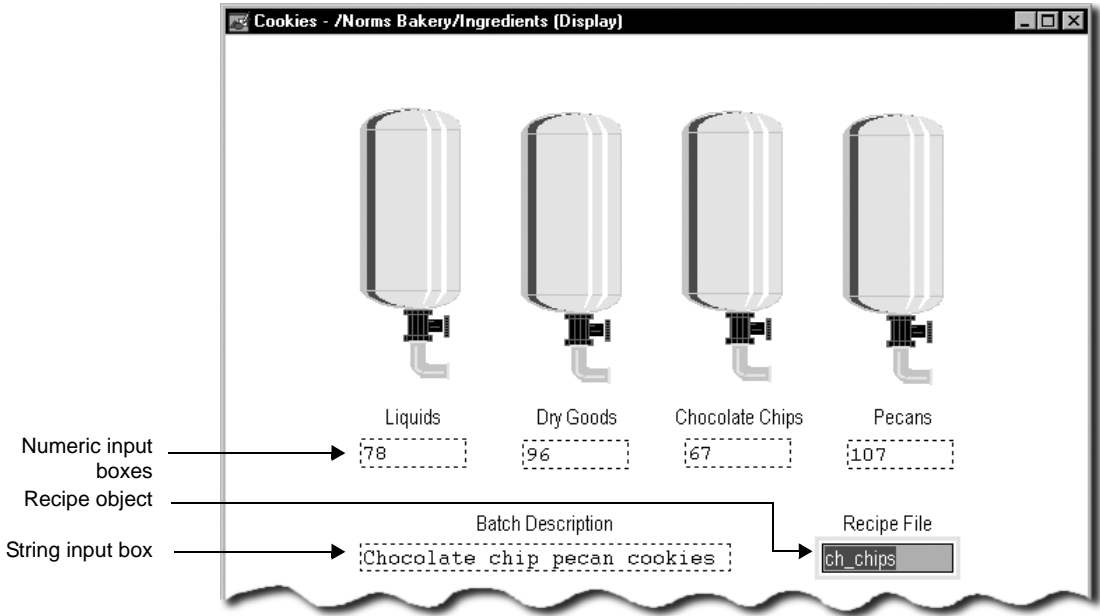 Cookies - /Norms Bakery/Ingredients (Display)
Liquids
Dry Goods
Chocolate Chips
Pecans
Numeric input
boxes
78
96
67
107
Recipe object
Batch Description
Recipe File
String input box
Chocolate chip pecan cookies
ch_chips